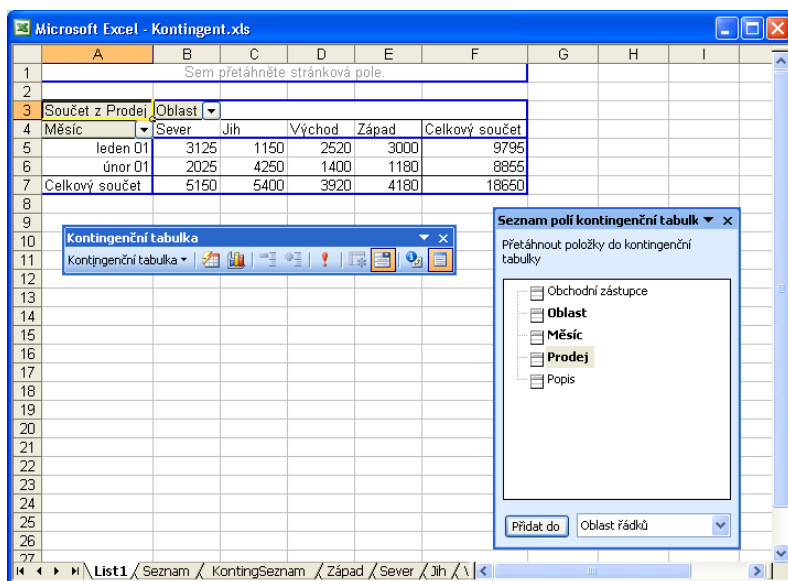 Microsoft Excel - Kontingent.xls
A B C D E F G H I
1 Sem přetáhněte stránková pole.
2
3 Součet z Prodej Oblast
4 Měsíc Sever Jih Východ Západ Celkový součet
5 leden 01 3125 1150 2520 3000 9795
6 únor 01 2025 4250 1400 1180 8855
7 Celkový součet 5150 5400 3920 4180 18650
8
9
10
11
12
13
14
15
16
17
18
19
20
21
22
23
24
25
26
27
Kontingenční tabulka
Kontingenční tabulka
Seznam polí kontingenční tabulk
Přetáhnout položky do kontingenční
tabulky
Obchodní zástupce
Oblast
Měsíc
Prodej
Popis
Přidat do Oblast řádků
List1 Seznam KontingSeznam Západ Sever Jih